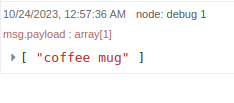 10/24/2023, 12:57:36 AM node: debug 1
msg.payload : array[1]
[ "coffee mug" ]